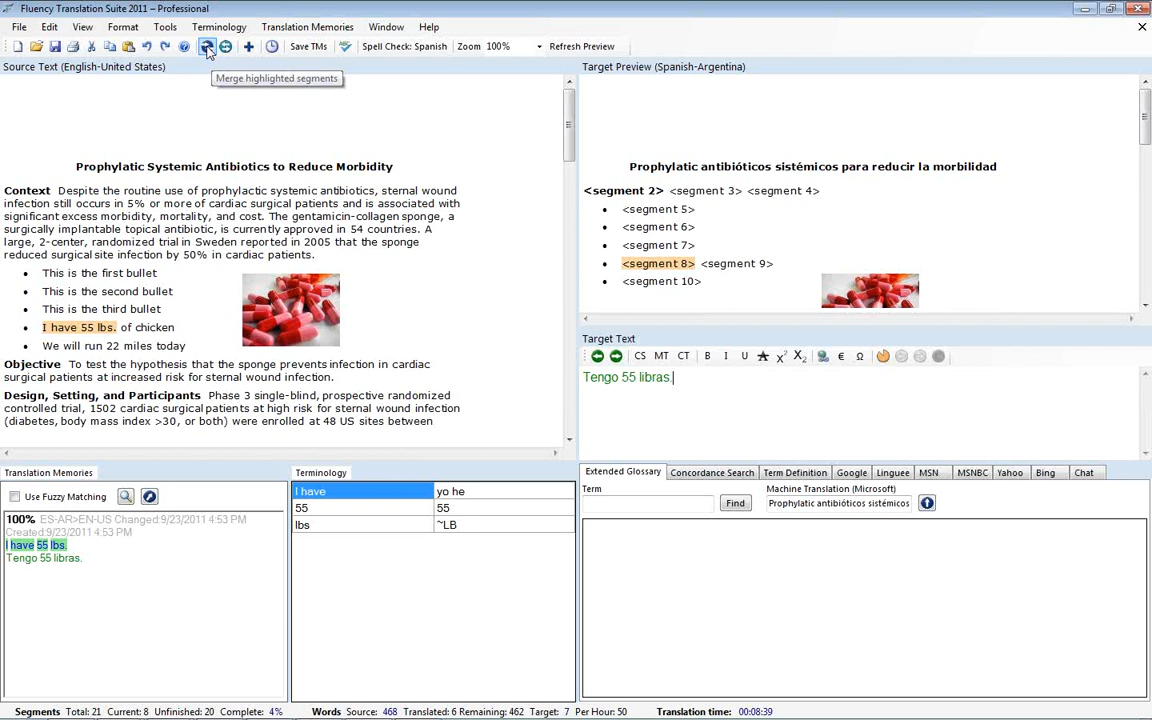 Fluency Translation Suite 2011 – Professional
File Edit View Format Tools Terminology Translation Memories Window Help
Save TMs Spell Check: Spanish Zoom 100% Refresh Preview
Merge highlighted segments
Source Text (English-United States)
Prophylatic Systemic Antibiotics to Reduce Morbidity
Context Despite the routine use of prophylactic systemic antibiotics, sternal wound
infection still occurs in 5% or more of cardiac surgical patients and is associated with
significant excess morbidity, mortality, and cost. The gentamicin-collagen sponge, a
surgically implantable topical antibiotic, is currently approved in 54 countries. A
large, 2-center, randomized trial in Sweden reported in 2005 that the sponge
reduced surgical site infection by 50% in cardiac patients.
• This is the first bullet
• This is the second bullet
• This is the third bullet
• I have 55 lbs. of chicken
• We will run 22 miles today
Objective To test the hypothesis that the sponge prevents infection in cardiac
surgical patients at increased risk for sternal wound infection.
Design, Setting, and Participants Phase 3 single-blind, prospective randomized
controlled trial, 1502 cardiac surgical patients at high risk for sternal wound infection
(diabetes, body mass index >30, or both) were enrolled at 48 US sites between
Target Preview (Spanish-Argentina)
Prophylatic antibióticos sistémicos para reducir la morbilidad
<segment 2> <segment 3> <segment 4>
• <segment 5>
• <segment 6>
• <segment 7>
• <segment 8> <segment 9>
• <segment 10>
Target Text
CS MT CT B I U A X² X₂ € Ω
Tengo 55 libras.
Translation Memories
Use Fuzzy Matching
100% ES-AR>EN-US Changed:9/23/2011 4:53 PM
Created:9/23/2011 4:53 PM
I have 55 lbs.
Tengo 55 libras.
Terminology
I have yo he
55 55
lbs ~LB
Extended Glossary Concordance Search Term Definition Google Linguee MSN MSNBC Yahoo Bing Chat
Term Machine Translation (Microsoft)
Find Prophylatic antibióticos sistémicos
Segments Total: 21 Current: 8 Unfinished: 20 Complete: 4% Words Source: 468 Translated: 6 Remaining: 462 Target: 7 Per Hour: 50 Translation time: 00:08:39